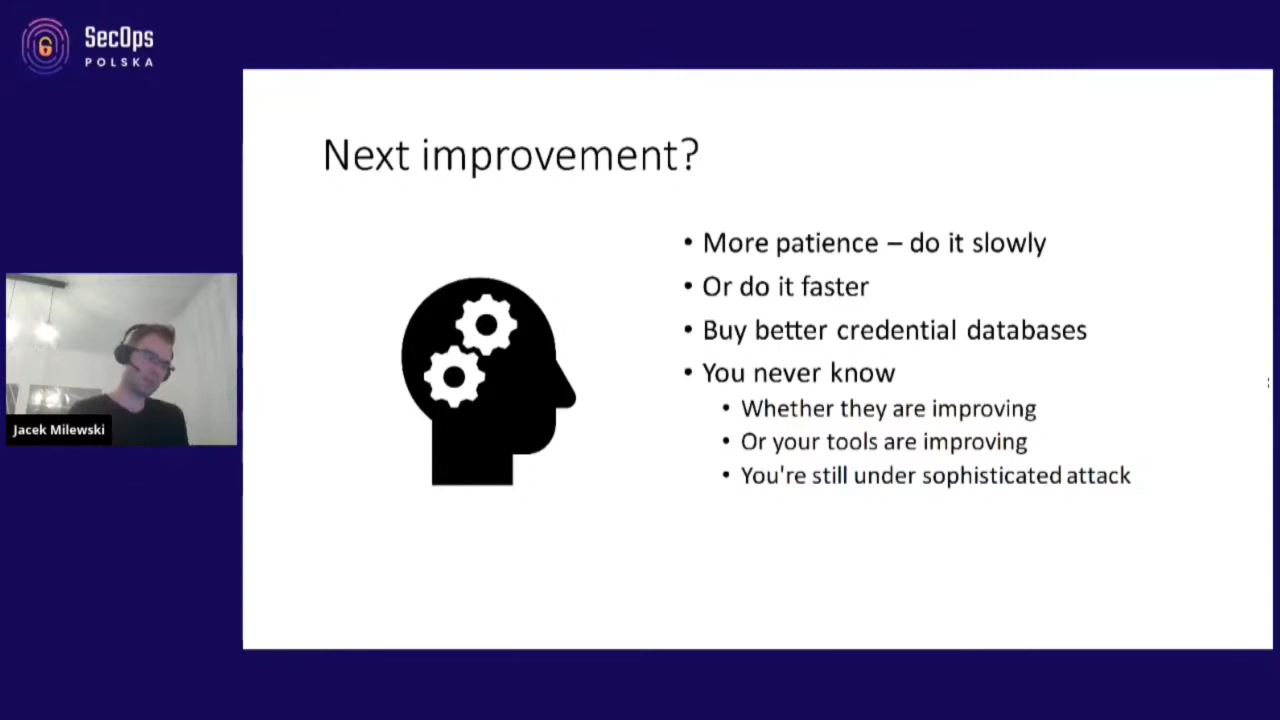 SecOps
POLSKA
Next improvement?
• More patience – do it slowly
• Or do it faster
• Buy better credential databases
• You never know
• Whether they are improving
• Or your tools are improving
• You're still under sophisticated attack
Jacek Milewski